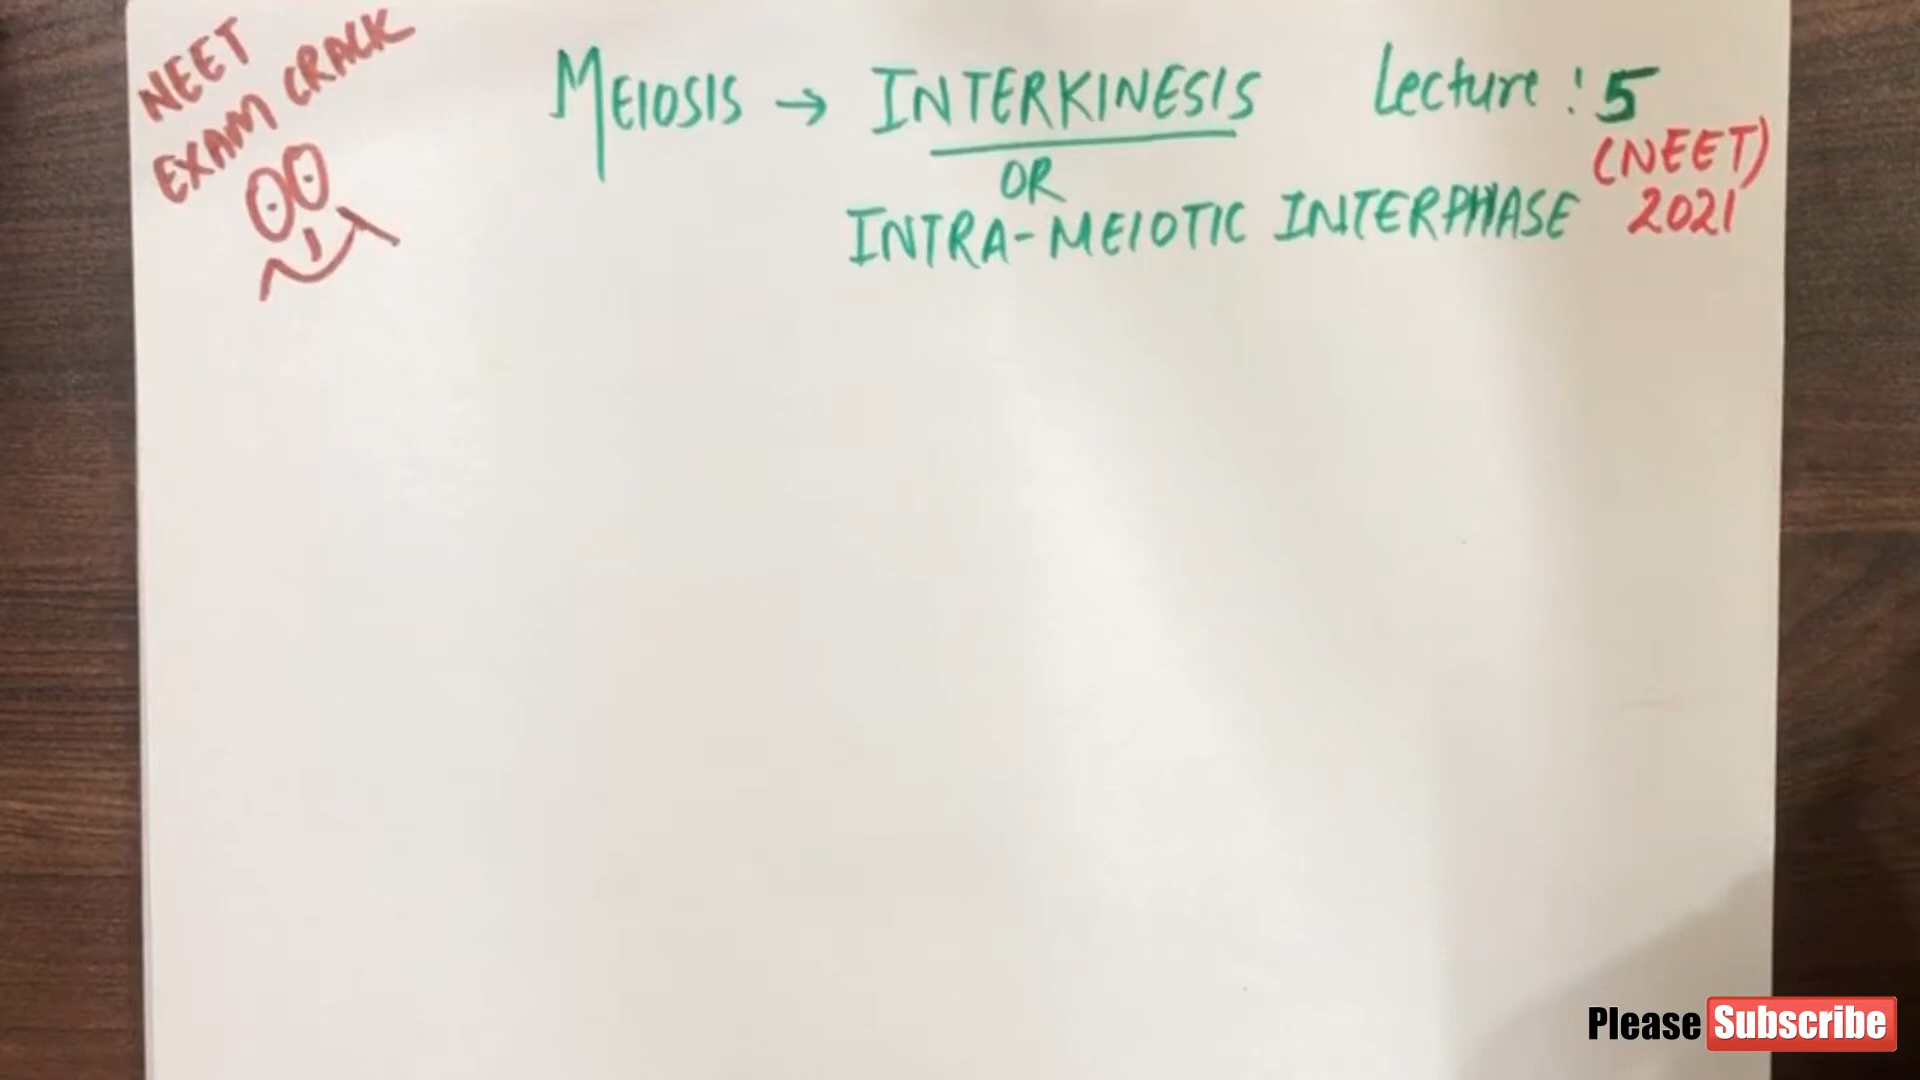 NEET
EXAM CRACK
MEIOSIS → INTERKINESIS
OR
INTRA-MEIOTIC INTERPHASE
Lecture : 5
(NEET)
2021
Please Subscribe